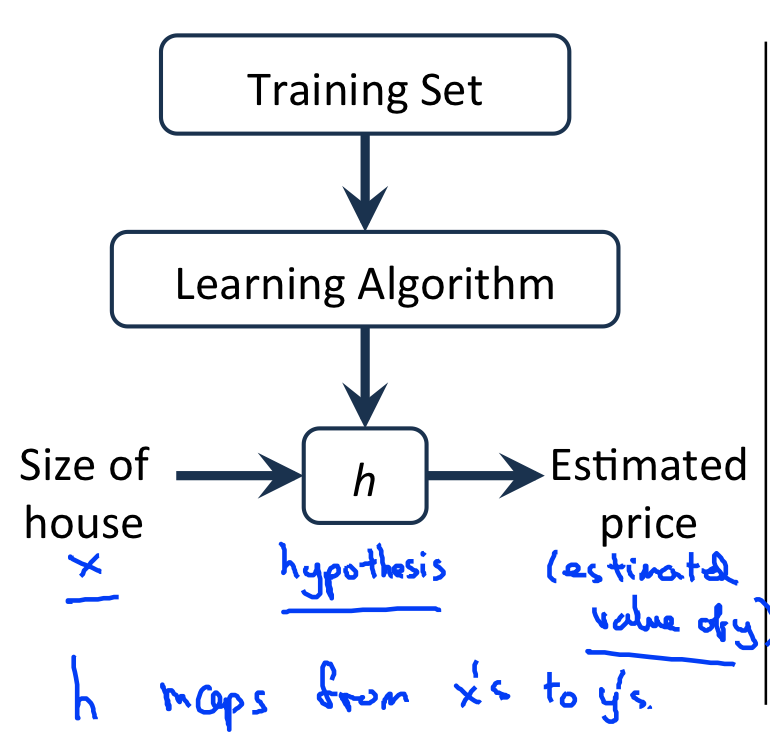 Training Set
Learning Algorithm
Size of
house
h
Estimated
price
x
hypothesis
(estimated
value of y)
h maps from x's to y's.